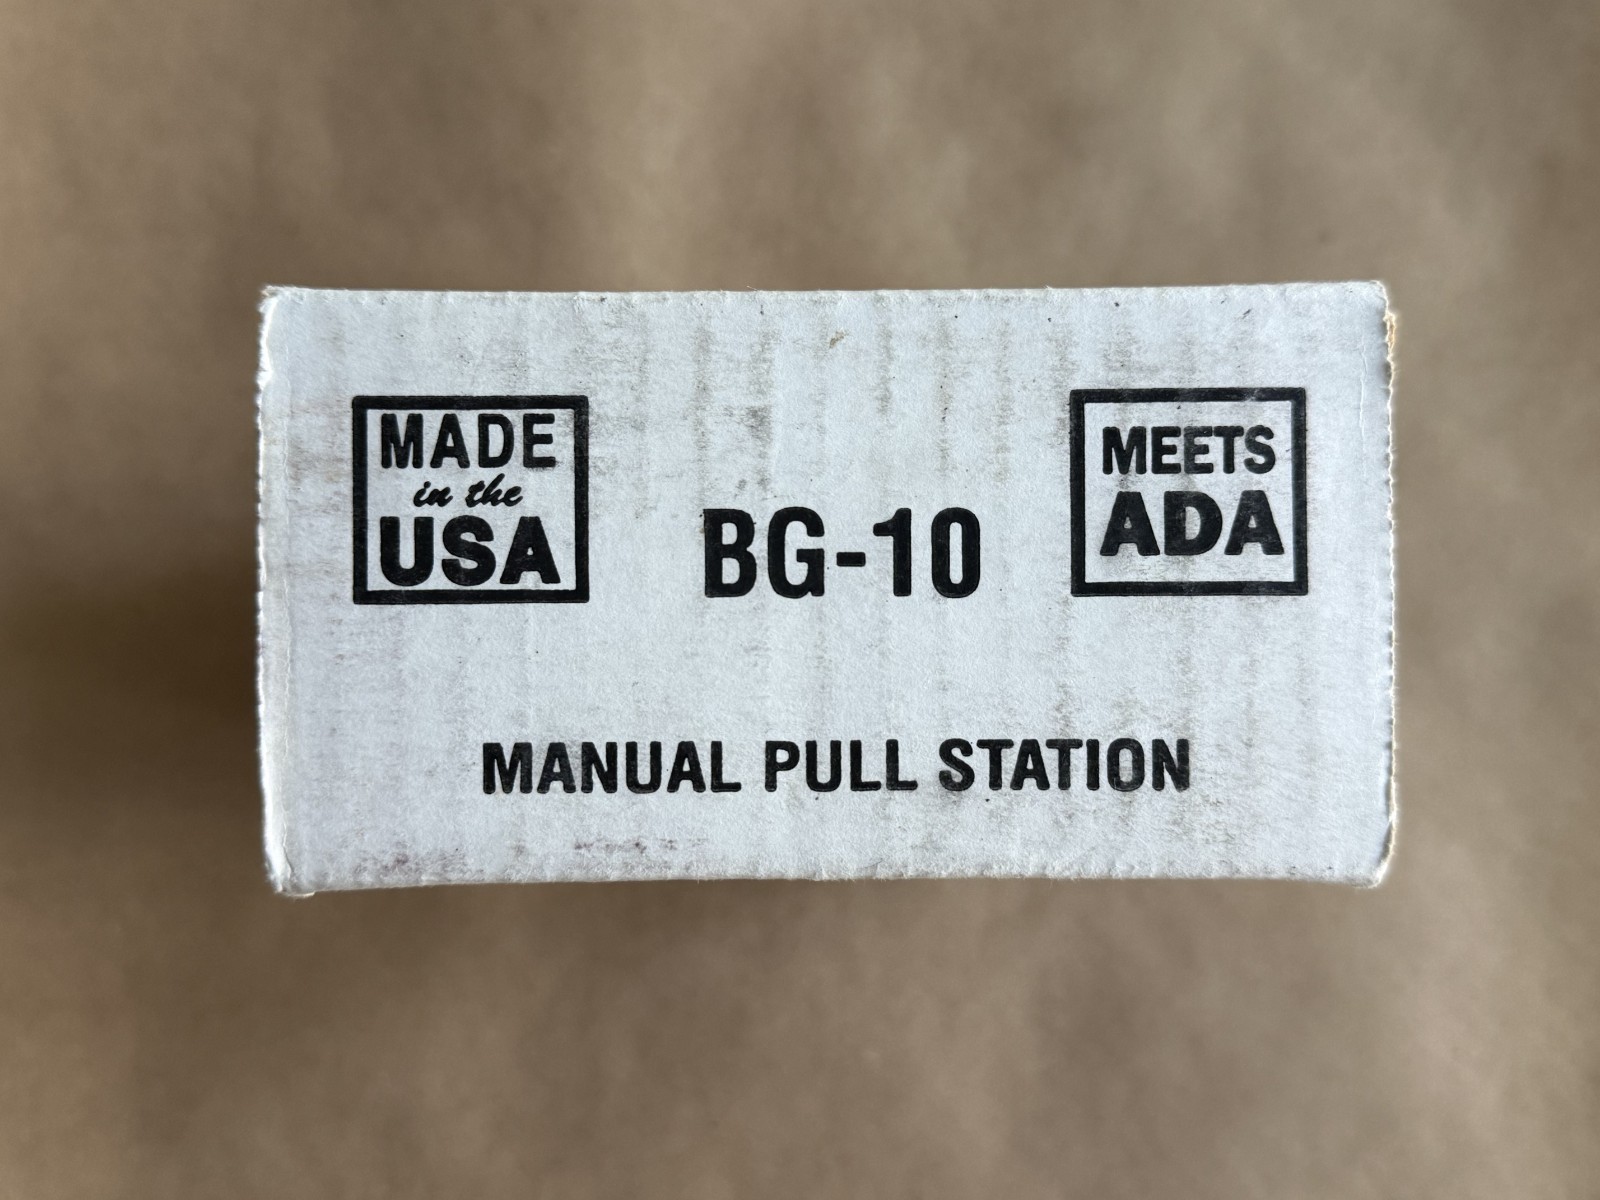 MADE
in the
USA
BG-10
MEETS
ADA
MANUAL PULL STATION